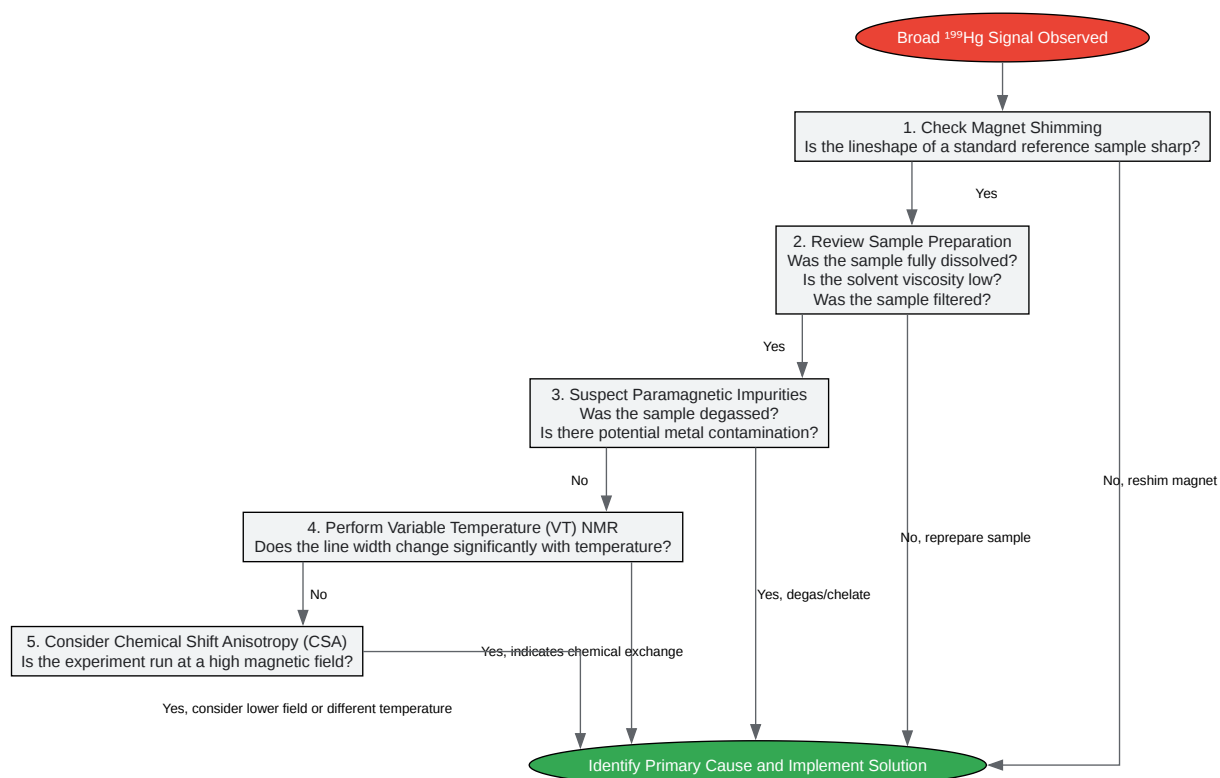 Broad ¹⁹⁹Hg Signal Observed
1. Check Magnet Shimming
Is the lineshape of a standard reference sample sharp?
Yes
2. Review Sample Preparation
Was the sample fully dissolved?
Is the solvent viscosity low?
Was the sample filtered?
Yes
3. Suspect Paramagnetic Impurities
Was the sample degassed?
Is there potential metal contamination?
No
No, reshim magnet
4. Perform Variable Temperature (VT) NMR
Does the line width change significantly with temperature?
No, reprepare sample
No
Yes, degas/chelate
5. Consider Chemical Shift Anisotropy (CSA)
Is the experiment run at a high magnetic field?
Yes, indicates chemical exchange
Yes, consider lower field or different temperature
Identify Primary Cause and Implement Solution